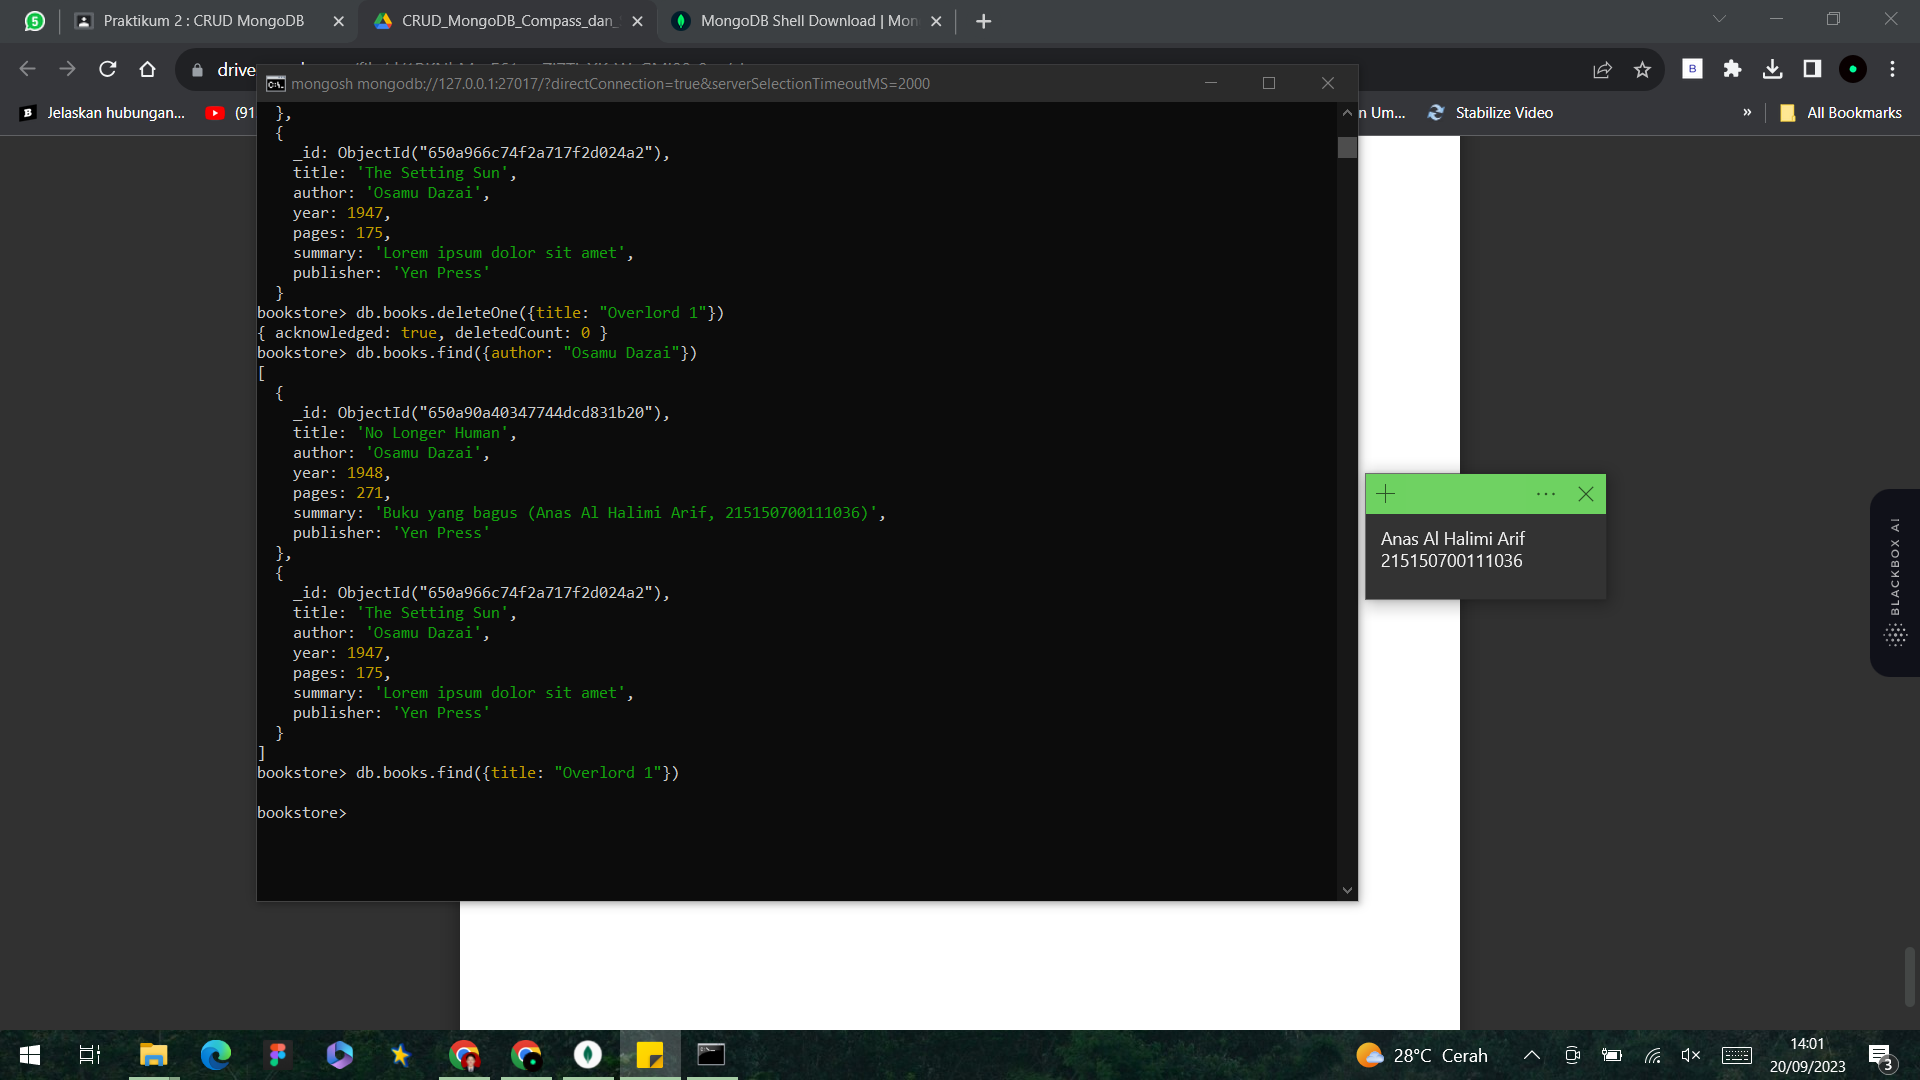 5
Praktikum 2 : CRUD MongoDB
CRUD_MongoDB_Compass_dan_
MongoDB Shell Download | Mon
drive
B
Jelaskan hubungan...
(91
n Um...
Stabilize Video
»
All Bookmarks
mongosh mongodb://127.0.0.1:27017/?directConnection=true&serverSelectionTimeoutMS=2000
},
{
_id: ObjectId("650a966c74f2a717f2d024a2"),
title: 'The Setting Sun',
author: 'Osamu Dazai',
year: 1947,
pages: 175,
summary: 'Lorem ipsum dolor sit amet',
publisher: 'Yen Press'
}
bookstore> db.books.deleteOne({title: "Overlord 1"})
{ acknowledged: true, deletedCount: 0 }
bookstore> db.books.find({author: "Osamu Dazai"})
[
{
_id: ObjectId("650a90a40347744dcd831b20"),
title: 'No Longer Human',
author: 'Osamu Dazai',
year: 1948,
pages: 271,
summary: 'Buku yang bagus (Anas Al Halimi Arif, 215150700111036)',
publisher: 'Yen Press'
},
{
_id: ObjectId("650a966c74f2a717f2d024a2"),
title: 'The Setting Sun',
author: 'Osamu Dazai',
year: 1947,
pages: 175,
summary: 'Lorem ipsum dolor sit amet',
publisher: 'Yen Press'
}
]
bookstore> db.books.find({title: "Overlord 1"})
bookstore>
Anas Al Halimi Arif
215150700111036
BLACKBOX AI
28°C Cerah
14:01
20/09/2023
3